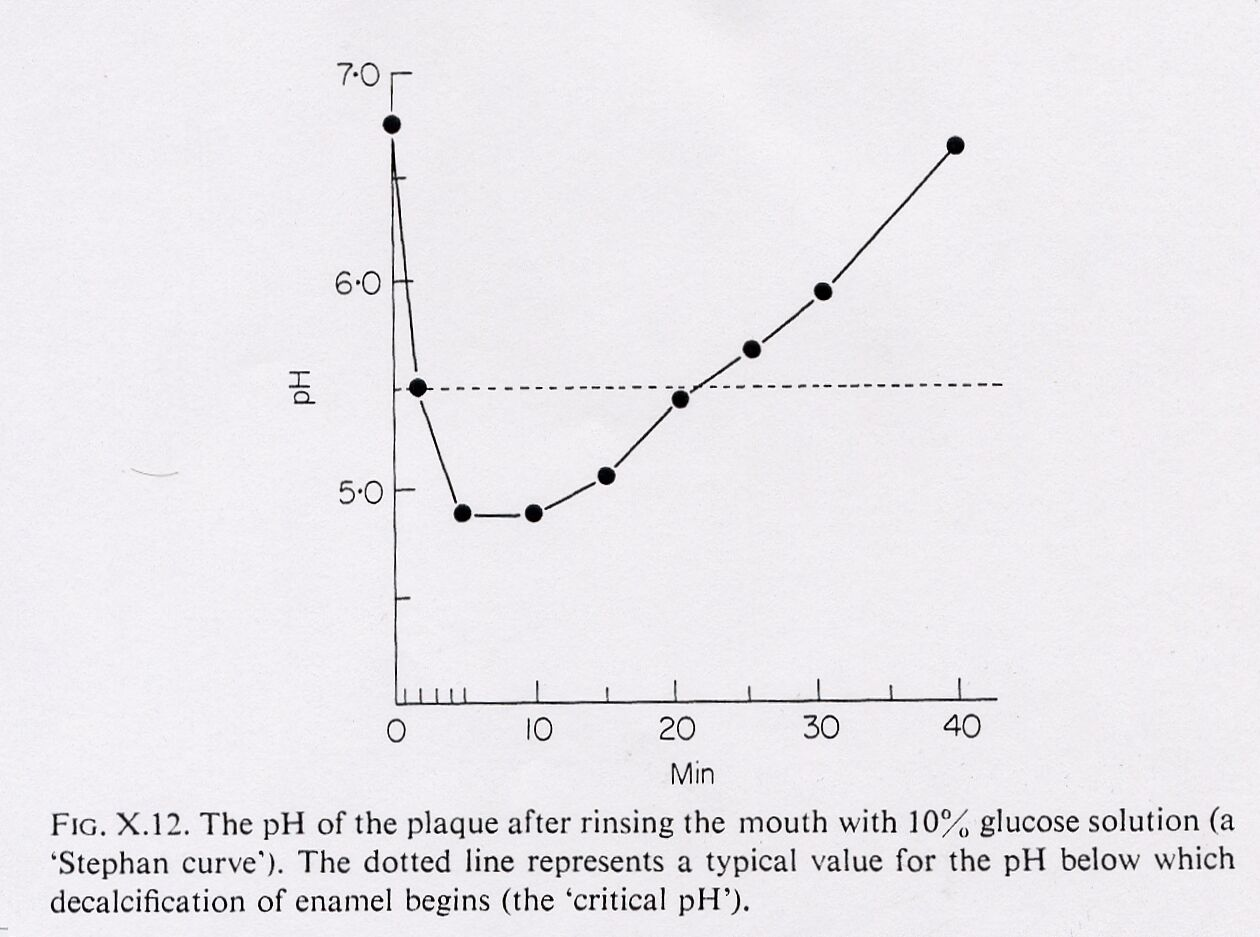 7·0
6·0
pH
5·0
0 10 20 30 40
Min
FIG. X.12. The pH of the plaque after rinsing the mouth with 10% glucose solution (a
‘Stephan curve’). The dotted line represents a typical value for the pH below which
decalcification of enamel begins (the ‘critical pH’).